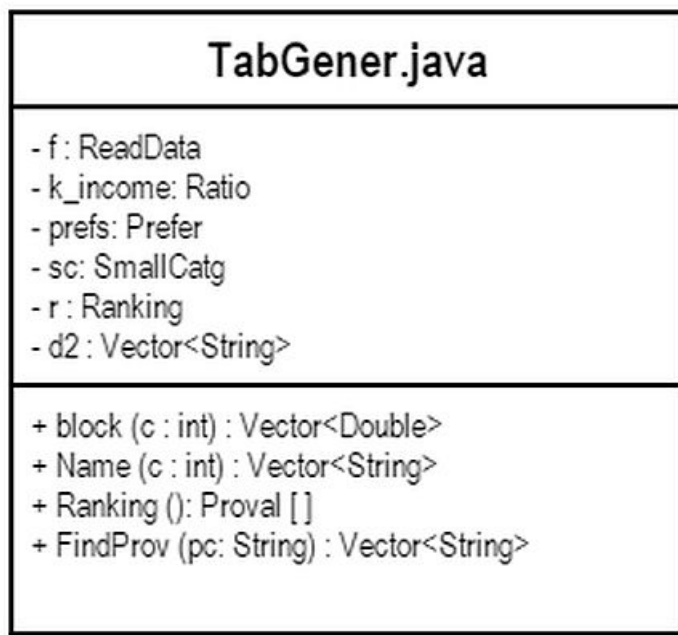 TabGener.java
- f : ReadData
- k_income: Ratio
- prefs: Prefer
- sc: SmallCatg
- r : Ranking
- d2 : Vector<String>
+ block (c : int) : Vector<Double>
+ Name (c : int) : Vector<String>
+ Ranking (): Proval [ ]
+ FindProv (pc: String) : Vector<String>